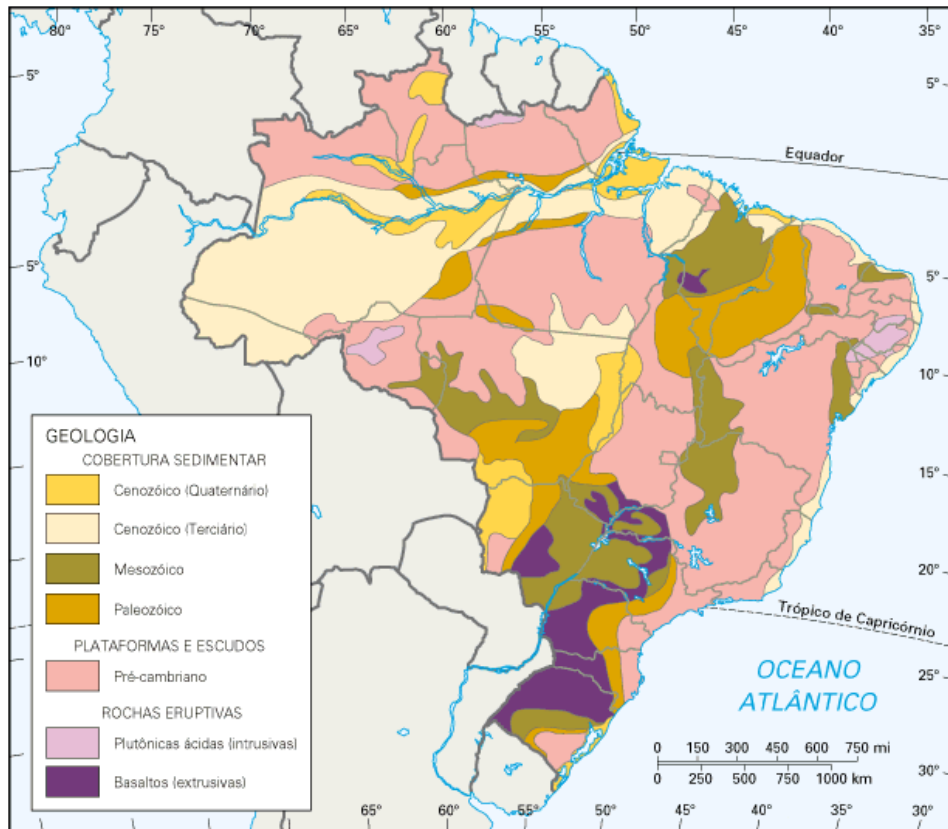 80° 75° 65° 60° 55° 50° 45° 40° 35°
5° 5°
Equador
5° 5°
10° 10°
15°
20°
Trópico de Capricórnio
25°
30°
OCEANO
ATLÂNTICO
0 150 300 450 600 750 mi
0 250 500 750 1000 km
65° 60° 55° 50° 45° 40° 35° 30°
GEOLOGIA
COBERTURA SEDIMENTAR
Cenozóico (Quaternário)
Cenozóico (Terciário)
Mesozóico
Paleozóico
PLATAFORMAS E ESCUDOS
Pré-cambriano
ROCHAS ERUPTIVAS
Plutônicas ácidas (intrusivas)
Basaltos (extrusivas)